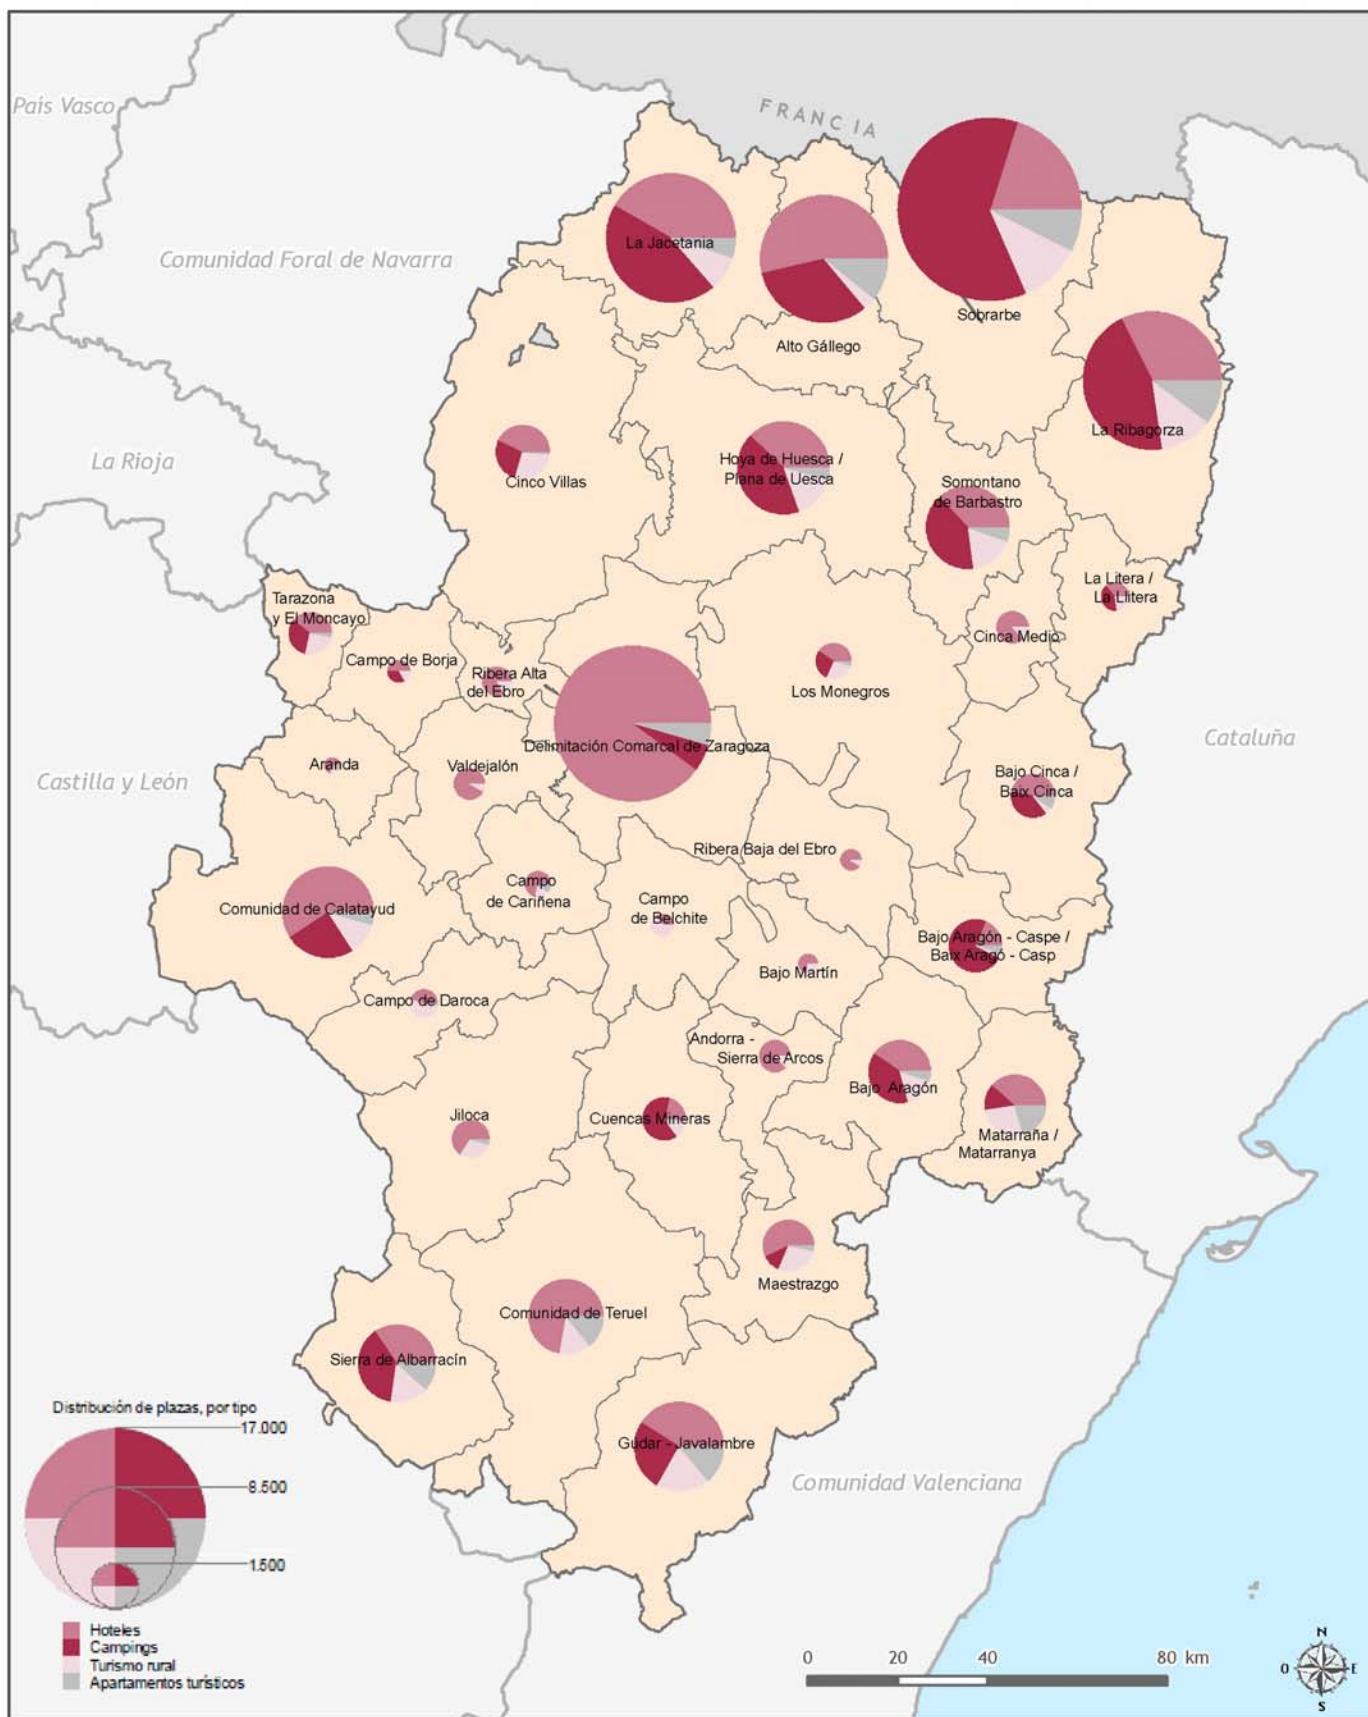 País Vasco
FRANCIA
Comunidad Foral de Navarra
La Jacetania
Sobrarbe
Alto Gállego
La Ribagorza
La Rioja
Cinco Villas
Hoya de Huesca /
Plana de Uesca
Somontano
de Barbastro
La Litera /
La Llitera
Tarazona
y El Moncayo
Cinca Medio
Campo de Borja
Ribera Alta
del Ebro
Los Monegros
Delimitación Comarcal de Zaragoza
Cataluña
Castilla y León
Aranda
Valdejalón
Bajo Cinca /
Baix Cinca
Ribera Baja del Ebro
Campo
de Cariñena
Campo
de Belchite
Comunidad de Calatayud
Bajo Aragón - Caspe /
Baix Aragó - Casp
Bajo Martín
Campo de Daroca
Andorra -
Sierra de Arcos
Bajo Aragón
Jiloca
Cuencas Mineras
Matarraña /
Matarranya
Maestrazgo
Comunidad de Teruel
Sierra de Albarracín
Gúdar - Javalambre
Comunidad Valenciana
Distribución de plazas, por tipo
17.000
8.500
1.500
Hoteles
Campings
Turismo rural
Apartamentos turísticos
0 20 40 80 km
N
O E
S